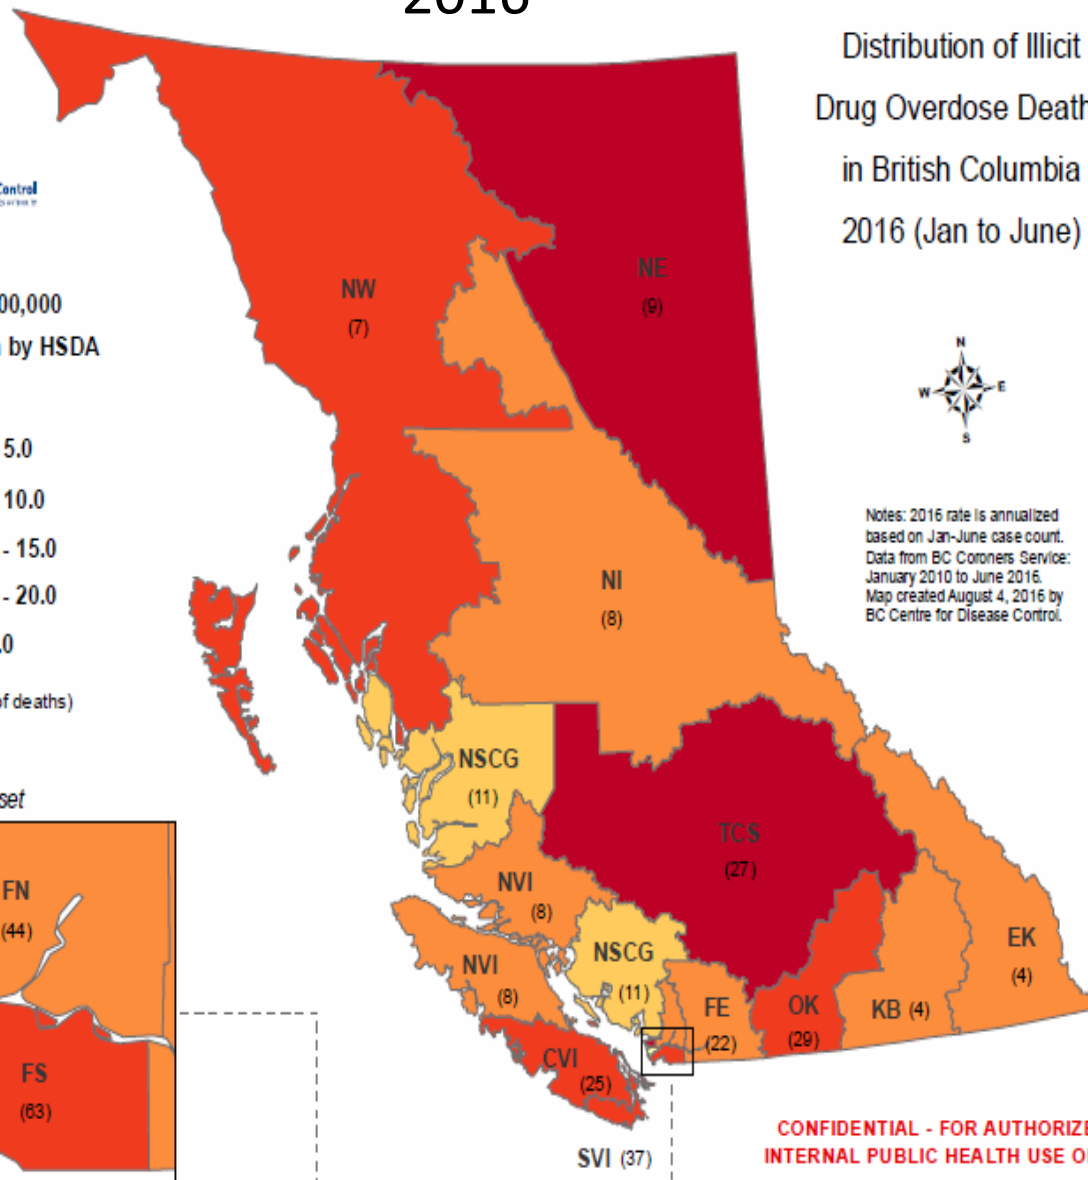 2016
Distribution of Illicit
Drug Overdose Death
in British Columbia
2016 (Jan to June)
Control
00,000
by HSDA
5.0
10.0
- 15.0
- 20.0
.0
of deaths)
set
NW
(7)
NE
(9)
N
W
E
S
Notes: 2016 rate is annualized
based on Jan-June case count.
Data from BC Coroners Service:
January 2010 to June 2016.
Map created August 4, 2016 by
BC Centre for Disease Control.
NI
(8)
NSCG
(11)
TCS
(27)
NVI
(8)
NSCG
(11)
NVI
(8)
FE
(22)
OK
(29)
KB (4)
EK
(4)
CVI
(25)
SVI (37)
FN
(44)
FS
(63)
CONFIDENTIAL - FOR AUTHORIZE
INTERNAL PUBLIC HEALTH USE O